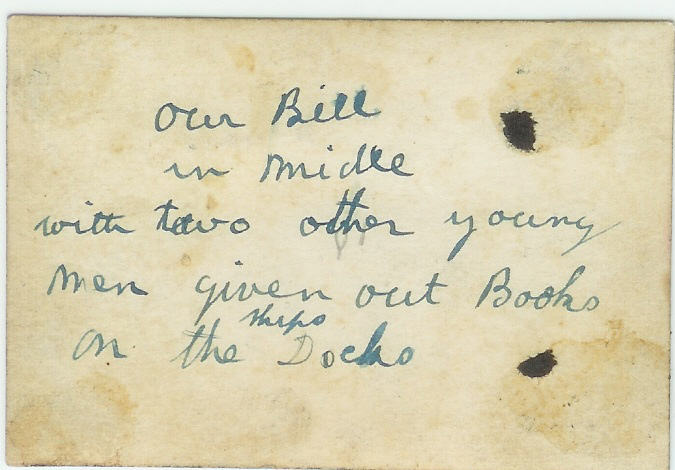 our Bill
in Midle
with two other young
Men given out Books
ships
on the Docks